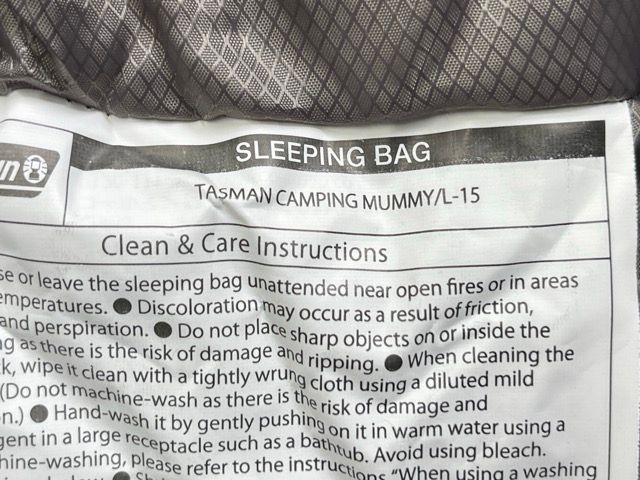 SLEEPING BAG
TASMAN CAMPING MUMMY/L-15
Clean & Care Instructions
or leave the sleeping bag unattended near open fires or in areas
● Discoloration may occur as a result of friction,
and perspiration. ● Do not place sharp objects on or inside the
as there is the risk of damage and ripping. ● When cleaning the
wipe it clean with a tightly wrung cloth using a diluted mild
(Do not machine-wash as there is the risk of damage and
● Hand-wash it by gently pushing on it in warm water using a
in a large receptacle such as a bathtub. Avoid using bleach.
please refer to the instructions "When using a washing